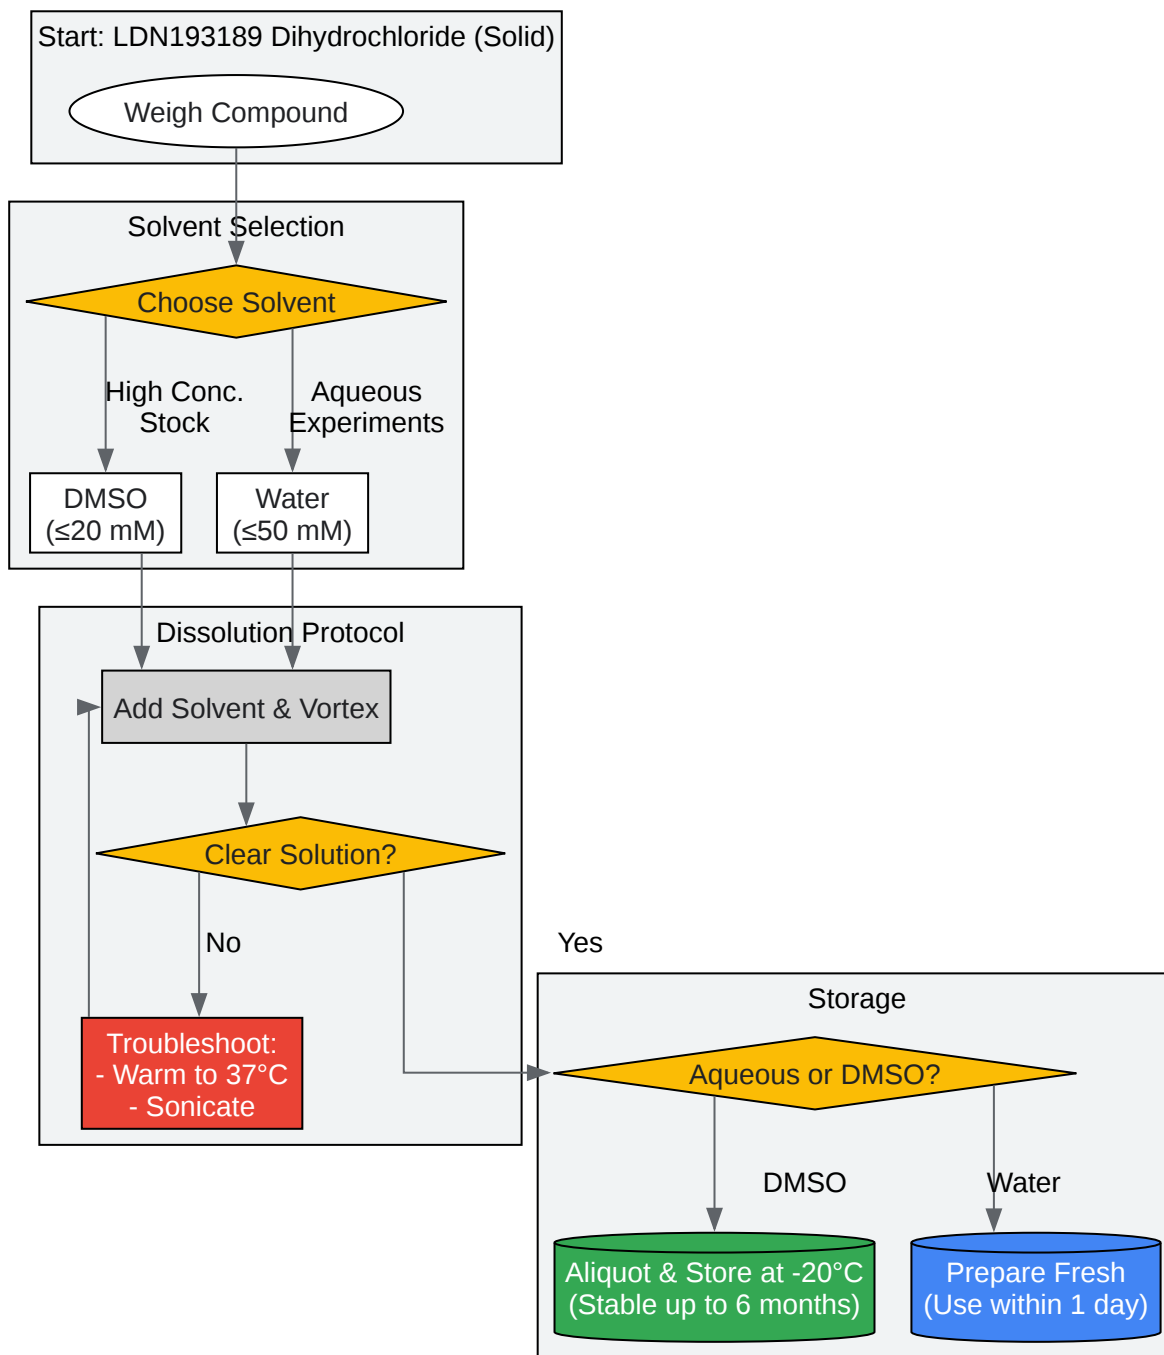 Start: LDN193189 Dihydrochloride (Solid)
Weigh Compound
Solvent Selection
Choose Solvent
High Conc.
Stock
Aqueous
Experiments
DMSO
(≤20 mM)
Water
(≤50 mM)
Dissolution Protocol
Add Solvent & Vortex
Clear Solution?
No
Yes
Troubleshoot:
- Warm to 37°C
- Sonicate
Storage
Aqueous or DMSO?
DMSO
Water
Aliquot & Store at -20°C
(Stable up to 6 months)
Prepare Fresh
(Use within 1 day)